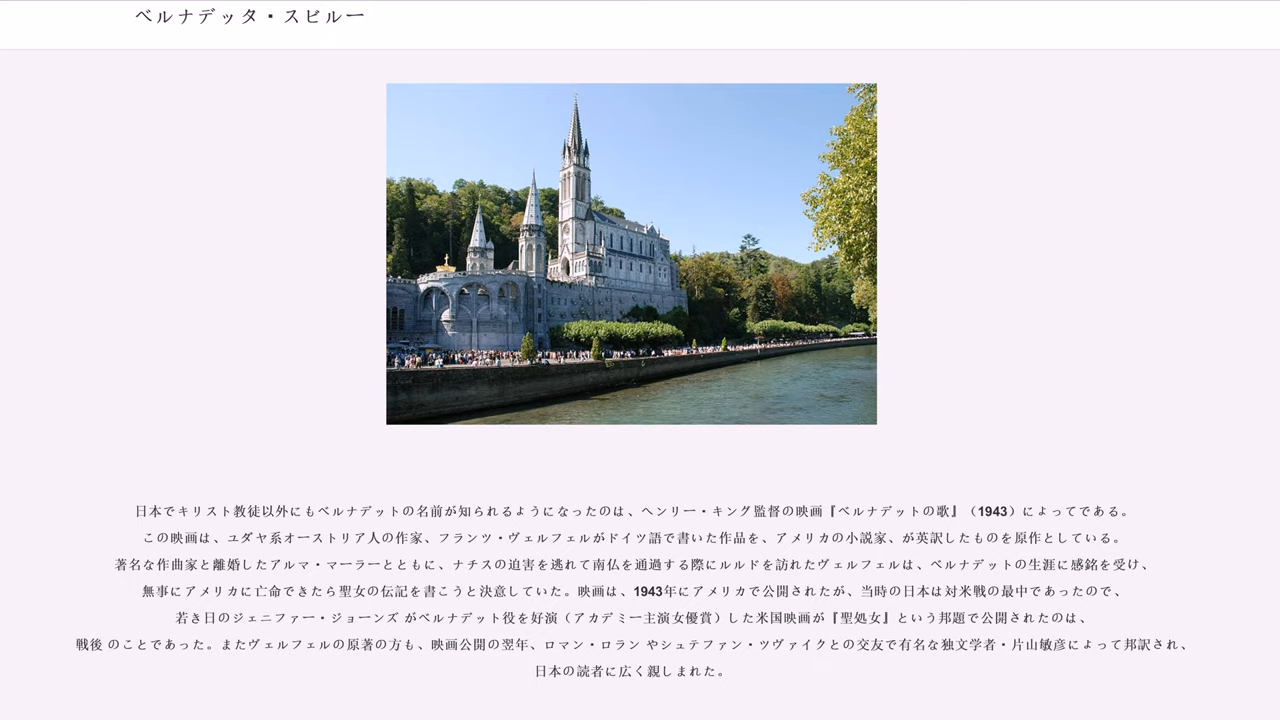 ベルナデッタ・スビルー
日本でキリスト教徒以外にもベルナデットの名前が知られるようになったのは、ヘンリー・キング監督の映画『ベルナデットの歌』（1943）によってである。
この映画は、ユダヤ系オーストリア人の作家、フランツ・ヴェルフェルがドイツ語で書いた作品を、アメリカの小説家、が英訳したものを原作としている。
著名な作曲家と離婚したアルマ・マーラーとともに、ナチスの迫害を逃れて南仏を通過する際にルルドを訪れたヴェルフェルは、ベルナデットの生涯に感銘を受け、
無事にアメリカに亡命できたら聖女の伝記を書こうと決意していた。映画は、1943年にアメリカで公開されたが、当時の日本は対米戦の最中であったので、
若き日のジェニファー・ジョーンズ がベルナデット役を好演（アカデミー主演女優賞）した米国映画が『聖処女』という邦題で公開されたのは、
戦後 のことであった。またヴェルフェルの原著の方も、映画公開の翌年、ロマン・ロラン やシュテファン・ツヴァイクとの交友で有名な独文学者・片山敏彦によって邦訳され、
日本の読者に広く親しまれた。